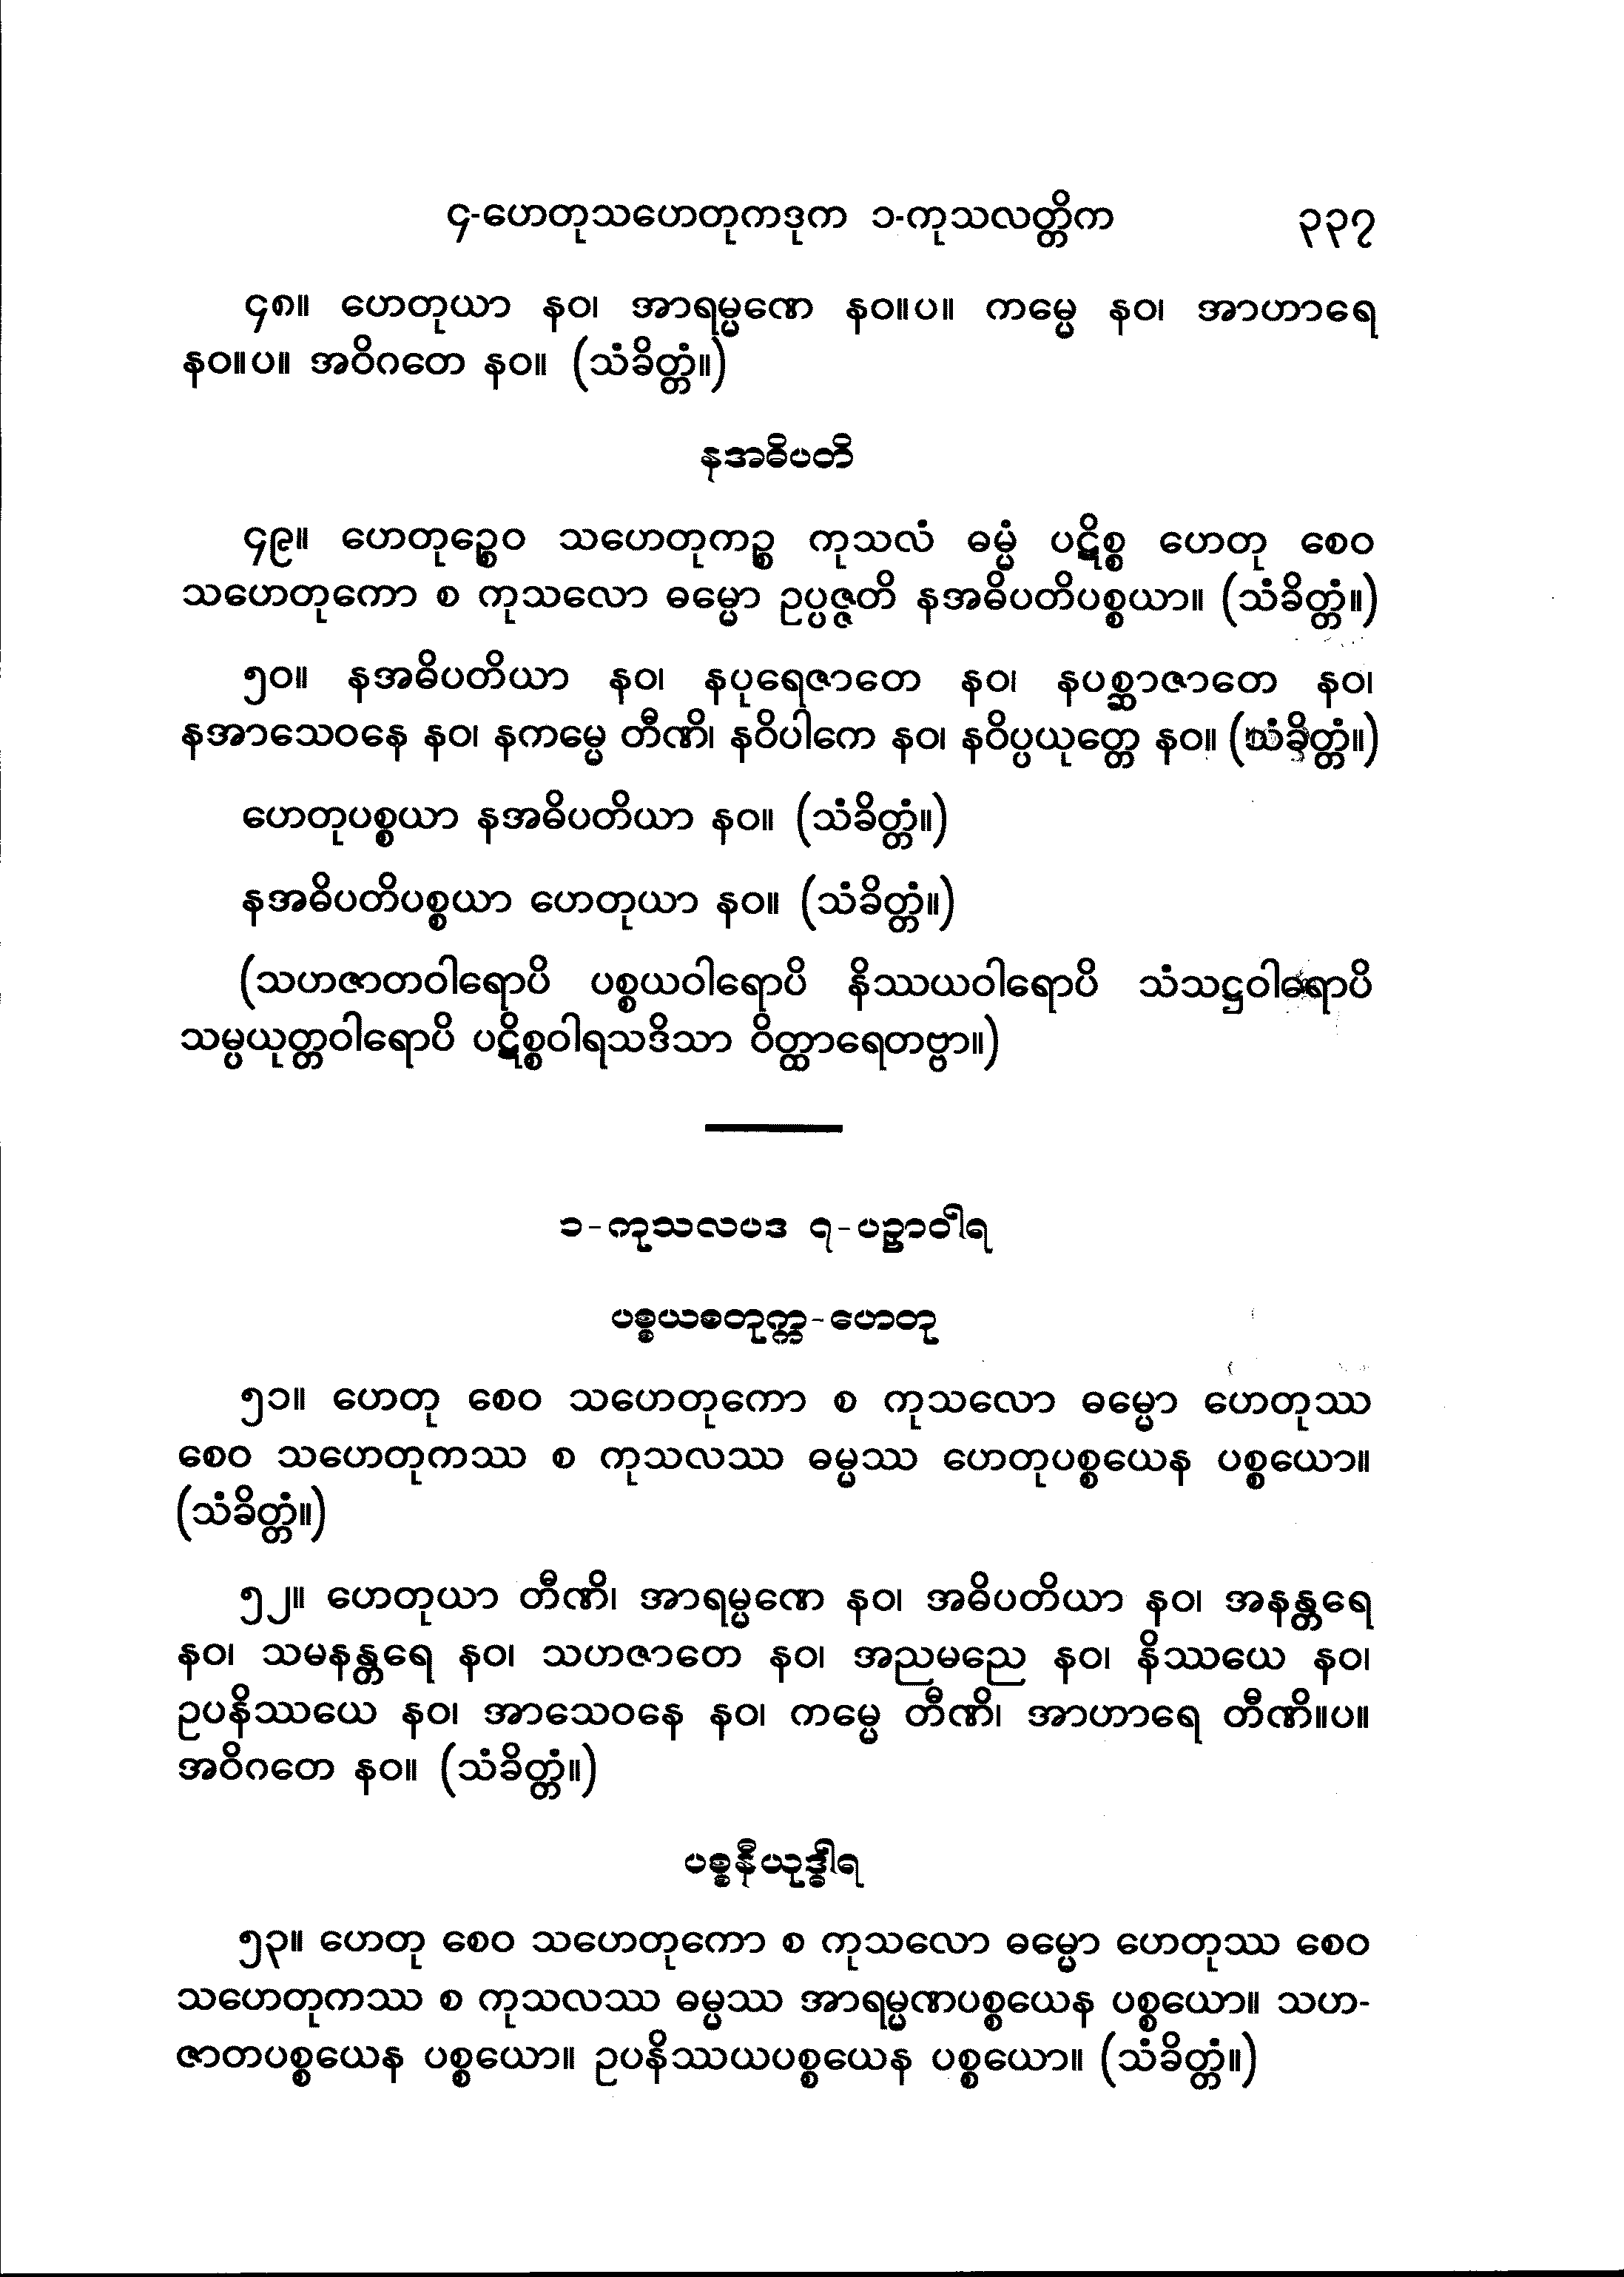 ၄-ဟေတုသဟေတုကဒုက ၁-ကုသလတ္တိက ၃၃၇
၄၈။ ဟေတုယာ နဝ၊ အာရမ္မဏေ နဝ။ပ။ ကမ္မေ နဝ၊ အာဟာရေ
နဝ။ပ။ အဝိဂတေ နဝ။ (သံခိတ္တံ။)
နအဓိပတိ
၄၉။ ဟေတုဉ္စေဝ သဟေတုကဉ္စ ကုသလံ ဓမ္မံ ပဋိစ္စ ဟေတု စေဝ
သဟေတုကော စ ကုသလော ဓမ္မော ဥပ္ပဇ္ဇတိ နအဓိပတိပစ္စယာ။ (သံခိတ္တံ။)
၅၀။ နအဓိပတိယာ နဝ၊ နပုရေဇာတေ နဝ၊ နပစ္ဆာဇာတေ နဝ၊
နအာသေဝနေ နဝ၊ နကမ္မေ တီဏိ၊ နဝိပါကေ နဝ၊ နဝိပ္ပယုတ္တေ နဝ။ (သံခိတ္တံ။)
ဟေတုပစ္စယာ နအဓိပတိယာ နဝ။ (သံခိတ္တံ။)
နအဓိပတိပစ္စယာ ဟေတုယာ နဝ။ (သံခိတ္တံ။)
(သဟဇာတဝါရောပိ ပစ္စယဝါရောပိ နိဿယဝါရောပိ သံသဋ္ဌဝါရောပိ
သမ္ပယုတ္တဝါရောပိ ပဋိစ္စဝါရသဒိသာ ဝိတ္ထာရေတဗ္ဗာ။)
၁-ကုသလပဒ ၇-ပဉှာဝါရ
ပစ္စယစတုက္က-ဟေတု
၅၁။ ဟေတု စေဝ သဟေတုကော စ ကုသလော ဓမ္မော ဟေတုဿ
စေဝ သဟေတုကဿ စ ကုသလဿ ဓမ္မဿ ဟေတုပစ္စယေန ပစ္စယော။
(သံခိတ္တံ။)
၅၂။ ဟေတုယာ တီဏိ၊ အာရမ္မဏေ နဝ၊ အဓိပတိယာ နဝ၊ အနန္တရေ
နဝ၊ သမနန္တရေ နဝ၊ သဟဇာတေ နဝ၊ အညမညေ နဝ၊ နိဿယေ နဝ၊
ဥပနိဿယေ နဝ၊ အာသေဝနေ နဝ၊ ကမ္မေ တီဏိ၊ အာဟာရေ တီဏိ။ပ။
အဝိဂတေ နဝ။ (သံခိတ္တံ။)
ပစ္စနီယုဒ္ဓါရ
၅၃။ ဟေတု စေဝ သဟေတုကော စ ကုသလော ဓမ္မော ဟေတုဿ စေဝ
သဟေတုကဿ စ ကုသလဿ ဓမ္မဿ အာရမ္မဏပစ္စယေန ပစ္စယော။ သဟ-
ဇာတပစ္စယေန ပစ္စယော။ ဥပနိဿယပစ္စယေန ပစ္စယော။ (သံခိတ္တံ။)